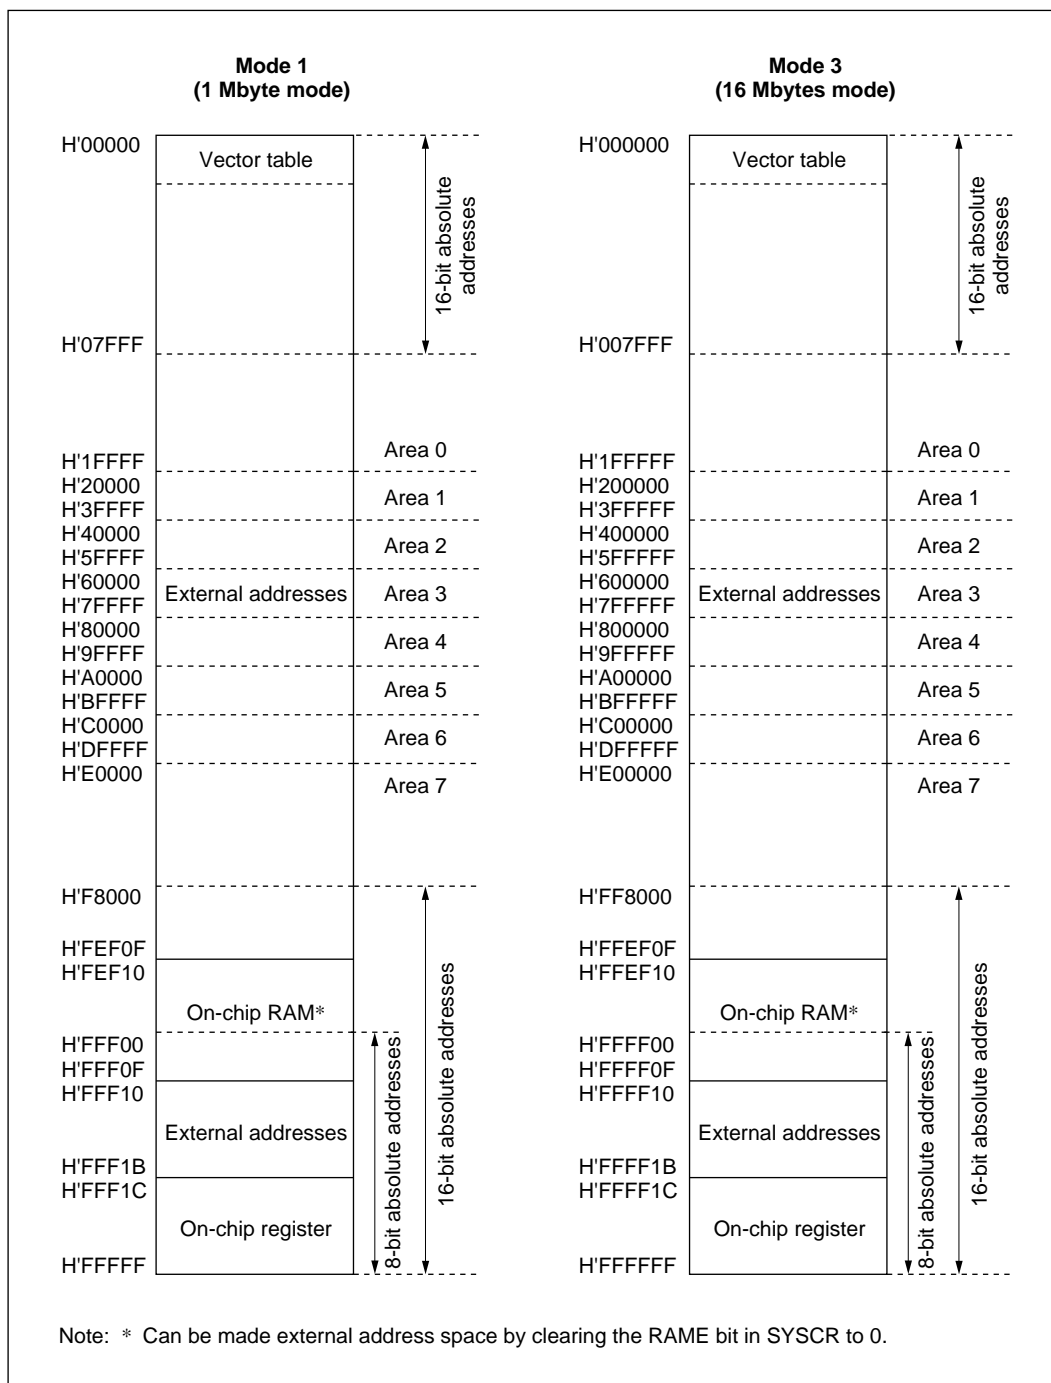 Mode 1
(1 Mbyte mode)
H'00000
Vector table
16-bit absolute
addresses
H'07FFF
Area 0
H'1FFFF
H'20000
Area 1
H'3FFFF
H'40000
Area 2
H'5FFFF
H'60000
External addresses
Area 3
H'7FFFF
H'80000
Area 4
H'9FFFF
H'A0000
Area 5
H'BFFFF
H'C0000
Area 6
H'DFFFF
H'E0000
Area 7
H'F8000
H'FEF0F
H'FEF10
On-chip RAM*
H'FFF00
H'FFF0F
H'FFF10
External addresses
H'FFF1B
H'FFF1C
On-chip register
H'FFFFF
8-bit absolute addresses
16-bit absolute addresses
Mode 3
(16 Mbytes mode)
H'000000
Vector table
16-bit absolute
addresses
H'007FFF
Area 0
H'1FFFFF
H'200000
Area 1
H'3FFFFF
H'400000
Area 2
H'5FFFFF
H'600000
External addresses
Area 3
H'7FFFFF
H'800000
Area 4
H'9FFFFF
H'A00000
Area 5
H'BFFFFF
H'C00000
Area 6
H'DFFFFF
H'E00000
Area 7
H'FF8000
H'FFEF0F
H'FFEF10
On-chip RAM*
H'FFFF00
H'FFFF0F
H'FFFF10
External addresses
H'FFFF1B
H'FFFF1C
On-chip register
H'FFFFFF
8-bit absolute addresses
16-bit absolute addresses
Note: * Can be made external address space by clearing the RAME bit in SYSCR to 0.